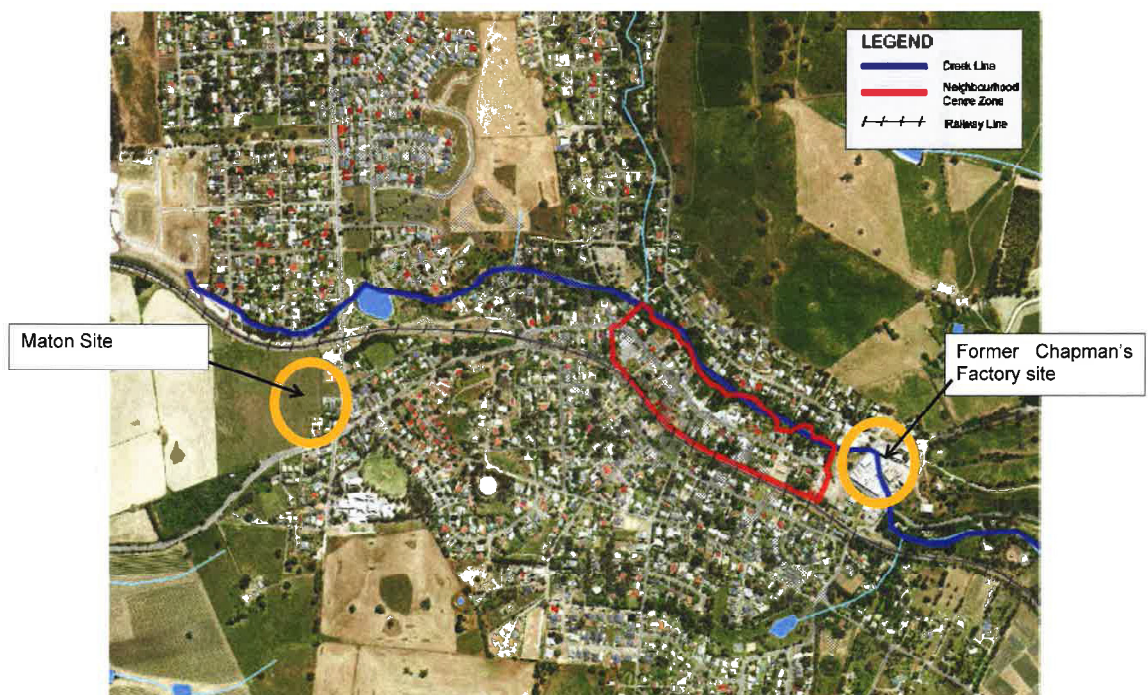 LEGEND
Creek Line
Neighbourhood
Centre Zone
Railway Line
Maton Site
Former Chapman's
Factory site